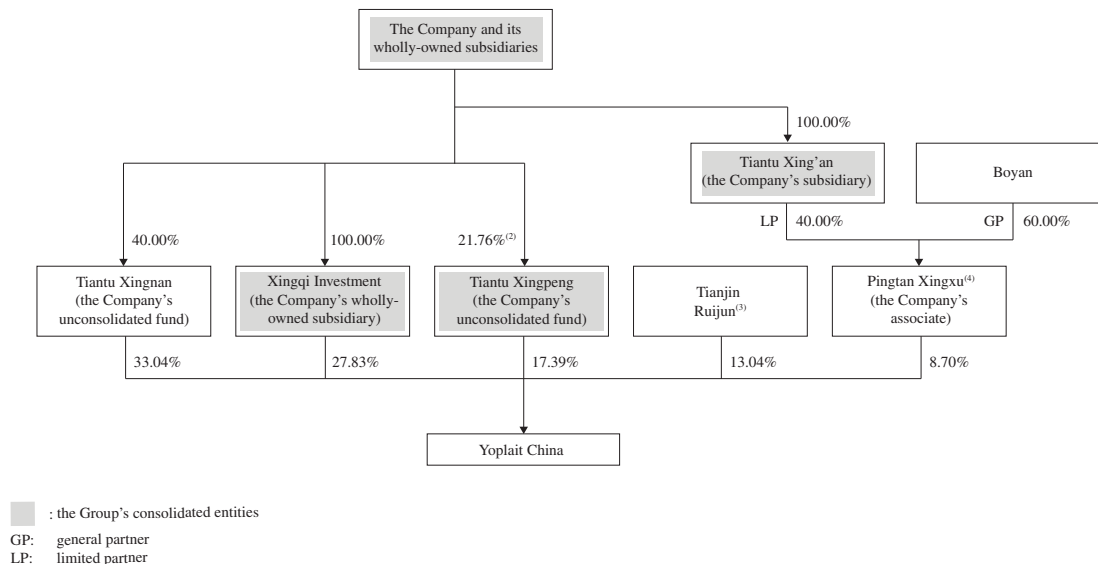 The Company and its
wholly-owned subsidiaries
100.00%
Tiantu Xing’an
(the Company’s subsidiary)
Boyan
LP
40.00%
GP
60.00%
40.00%
100.00%
21.76%(2)
Tiantu Xingnan
(the Company’s
unconsolidated fund)
Xingqi Investment
(the Company’s wholly-
owned subsidiary)
Tiantu Xingpeng
(the Company’s
unconsolidated fund)
Tianjin
Ruijun(3)
Pingtan Xingxu(4)
(the Company’s
associate)
33.04%
27.83%
17.39%
13.04%
8.70%
Yoplait China
: the Group’s consolidated entities
GP: general partner
LP: limited partner